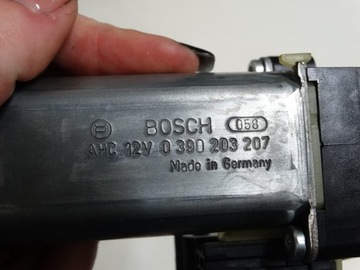 BOSCH 058
AHC 12V 0 390 203 207
Made in Germany